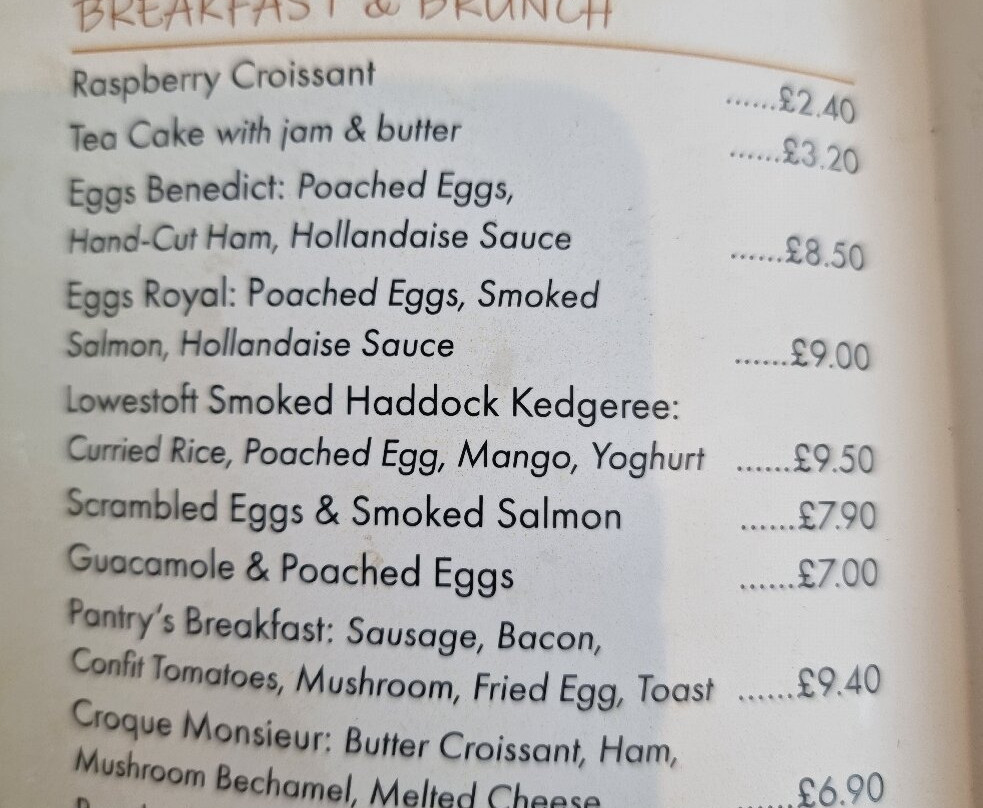 BREAKFAST & BRUNCH
Raspberry Croissant ......£2.40
Tea Cake with jam & butter ......£3.20
Eggs Benedict: Poached Eggs,
Hand-Cut Ham, Hollandaise Sauce ......£8.50
Eggs Royal: Poached Eggs, Smoked
Salmon, Hollandaise Sauce ......£9.00
Lowestoft Smoked Haddock Kedgeree:
Curried Rice, Poached Egg, Mango, Yoghurt ......£9.50
Scrambled Eggs & Smoked Salmon ......£7.90
Guacamole & Poached Eggs ......£7.00
Pantry's Breakfast: Sausage, Bacon,
Confit Tomatoes, Mushroom, Fried Egg, Toast ......£9.40
Croque Monsieur: Butter Croissant, Ham,
Mushroom Bechamel, Melted Cheese ......£6.90